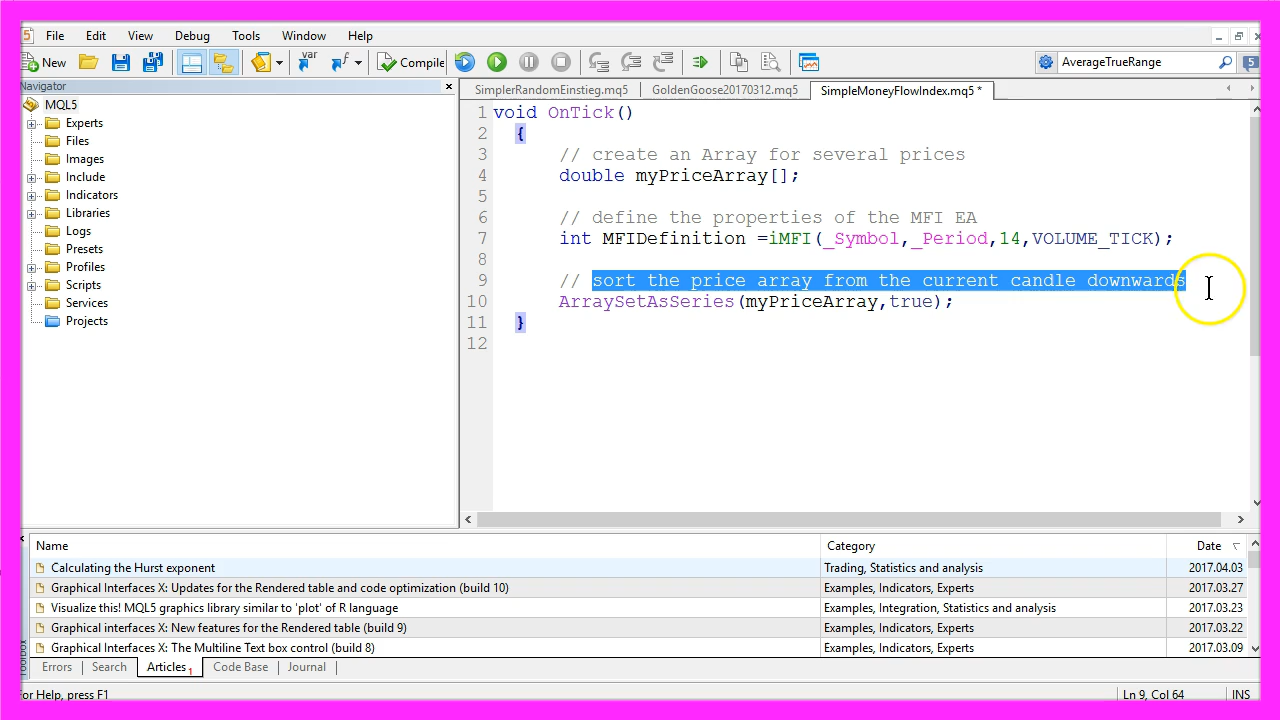 File Edit View Debug Tools Window Help
New var Compile AverageTrueRange 5
Navigator
SimplerRandomEinstieg.mq5 GoldenGoose20170312.mq5 SimpleMoneyFlowIndex.mq5 *
MQL5
Experts
Files
Images
Include
Indicators
Libraries
Logs
Presets
Profiles
Scripts
Services
Projects
1 void OnTick()
2 {
3 // create an Array for several prices
4 double myPriceArray[];
5
6 // define the properties of the MFI EA
7 int MFIDefinition =iMFI(_Symbol,_Period,14,VOLUME_TICK);
8
9 // sort the price array from the current candle downwards
10 ArraySetAsSeries(myPriceArray,true);
11 }
12
Name Category Date
Calculating the Hurst exponent Trading, Statistics and analysis 2017.04.03
Graphical Interfaces X: Updates for the Rendered table and code optimization (build 10) Examples, Indicators, Experts 2017.03.27
Visualize this! MQL5 graphics library similar to 'plot' of R language Examples, Integration, Statistics and analysis 2017.03.23
Graphical interfaces X: New features for the Rendered table (build 9) Examples, Indicators, Experts 2017.03.22
Graphical Interfaces X: The Multiline Text box control (build 8) Examples, Indicators, Experts 2017.03.09
Toolbox
Errors Search Articles 1 Code Base Journal
For Help, press F1 Ln 9, Col 64 INS